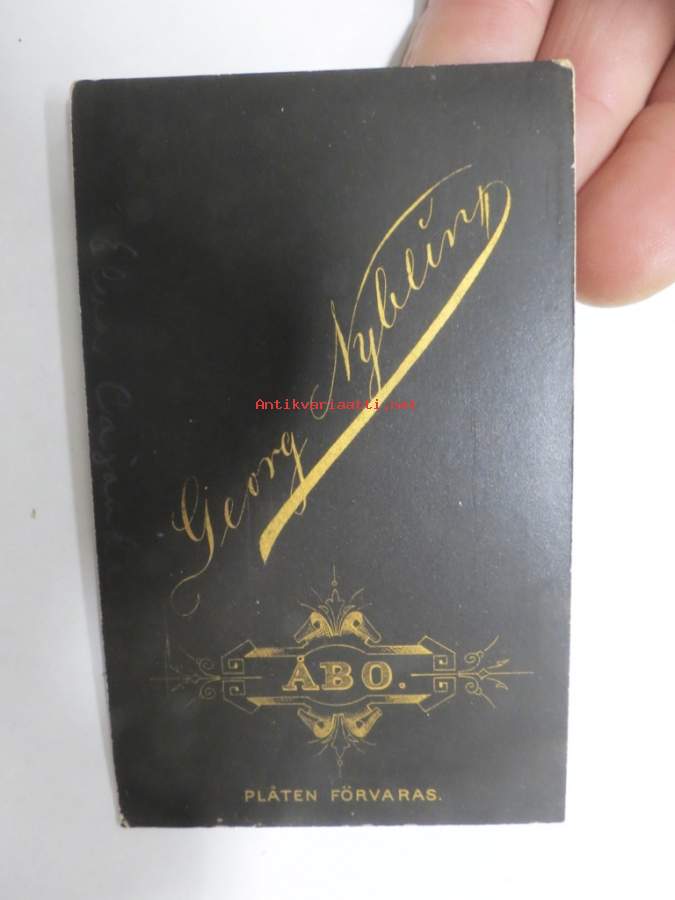 Georg Nyblin
Antikvariaatti.net
ÅBO.
PLÅTEN FÖRVARAS.